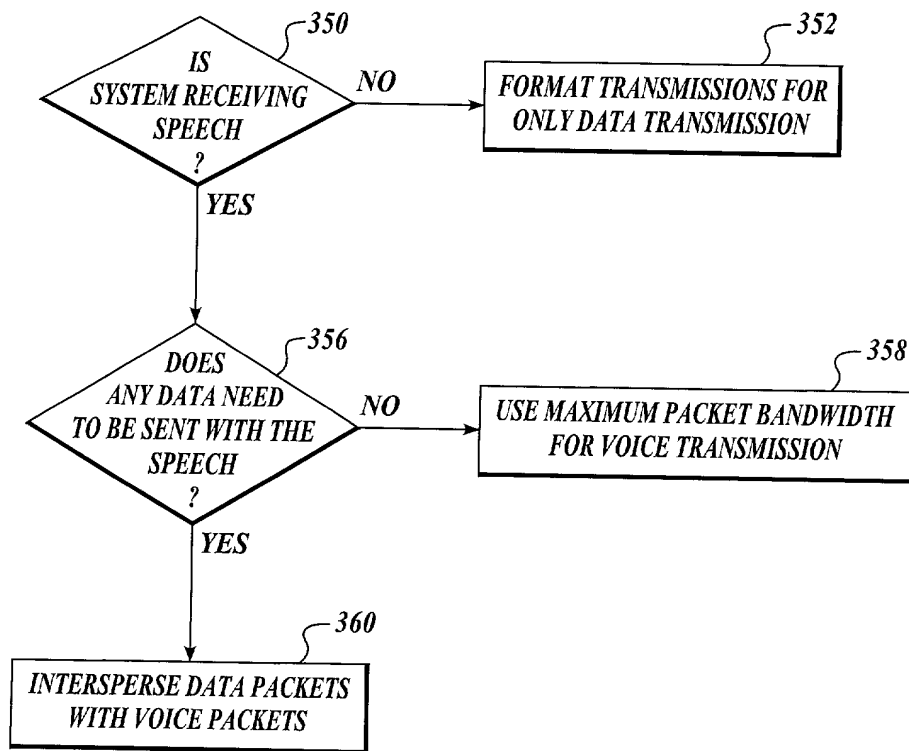 350
IS
SYSTEM RECEIVING
SPEECH
?
NO
352
FORMAT TRANSMISSIONS FOR
ONLY DATA TRANSMISSION
YES
356
DOES
ANY DATA NEED
TO BE SENT WITH THE
SPEECH
?
NO
358
USE MAXIMUM PACKET BANDWIDTH
FOR VOICE TRANSMISSION
YES
360
INTERSPERSE DATA PACKETS
WITH VOICE PACKETS